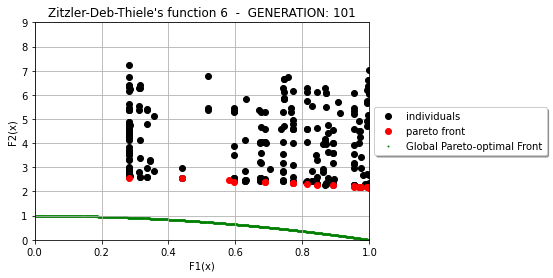 Zitzler-Deb-Thiele's function 6  -  GENERATION: 101
9
8
7
6
5
4
3
2
1
0
F2(x)
0.0 0.2 0.4 0.6 0.8 1.0
F1(x)
individuals
pareto front
Global Pareto-optimal Front